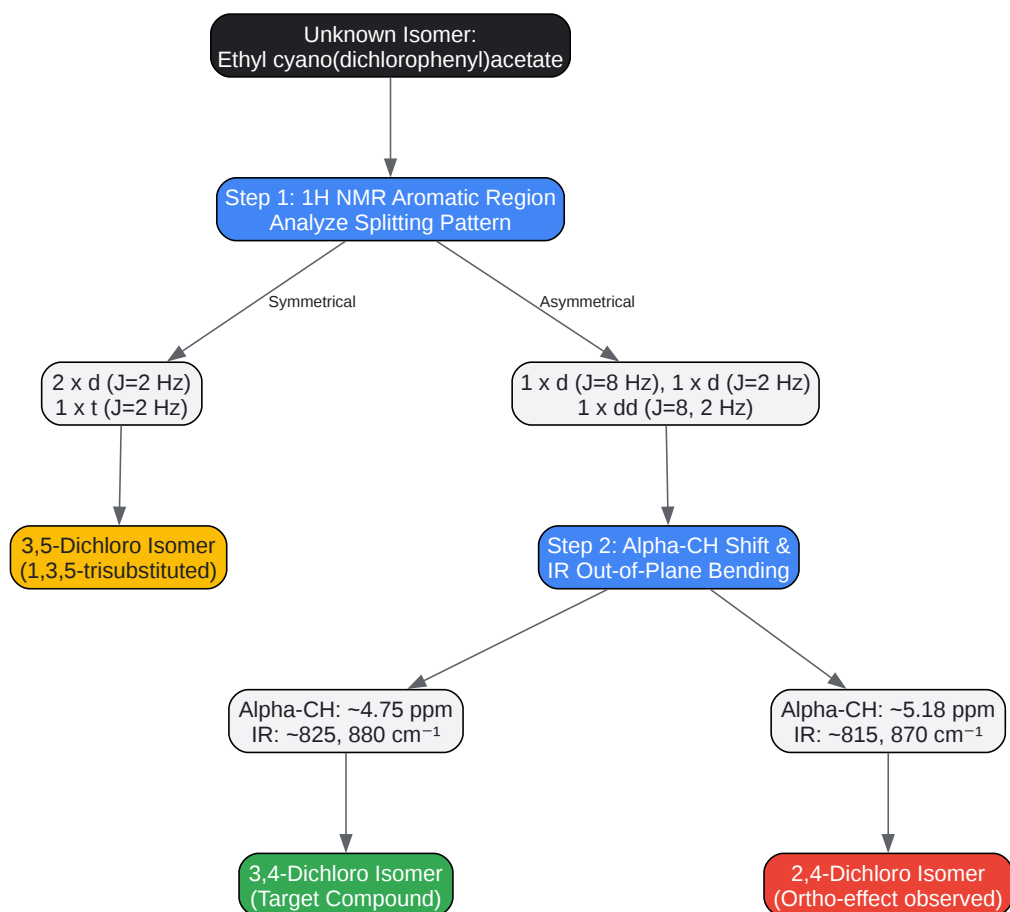 Unknown Isomer:
Ethyl cyano(dichlorophenyl)acetate
Step 1: 1H NMR Aromatic Region
Analyze Splitting Pattern
Symmetrical
Asymmetrical
2 x d (J=2 Hz)
1 x t (J=2 Hz)
1 x d (J=8 Hz), 1 x d (J=2 Hz)
1 x dd (J=8, 2 Hz)
3,5-Dichloro Isomer
(1,3,5-trisubstituted)
Step 2: Alpha-CH Shift &
IR Out-of-Plane Bending
Alpha-CH: ~4.75 ppm
IR: ~825, 880 cm⁻¹
Alpha-CH: ~5.18 ppm
IR: ~815, 870 cm⁻¹
3,4-Dichloro Isomer
(Target Compound)
2,4-Dichloro Isomer
(Ortho-effect observed)